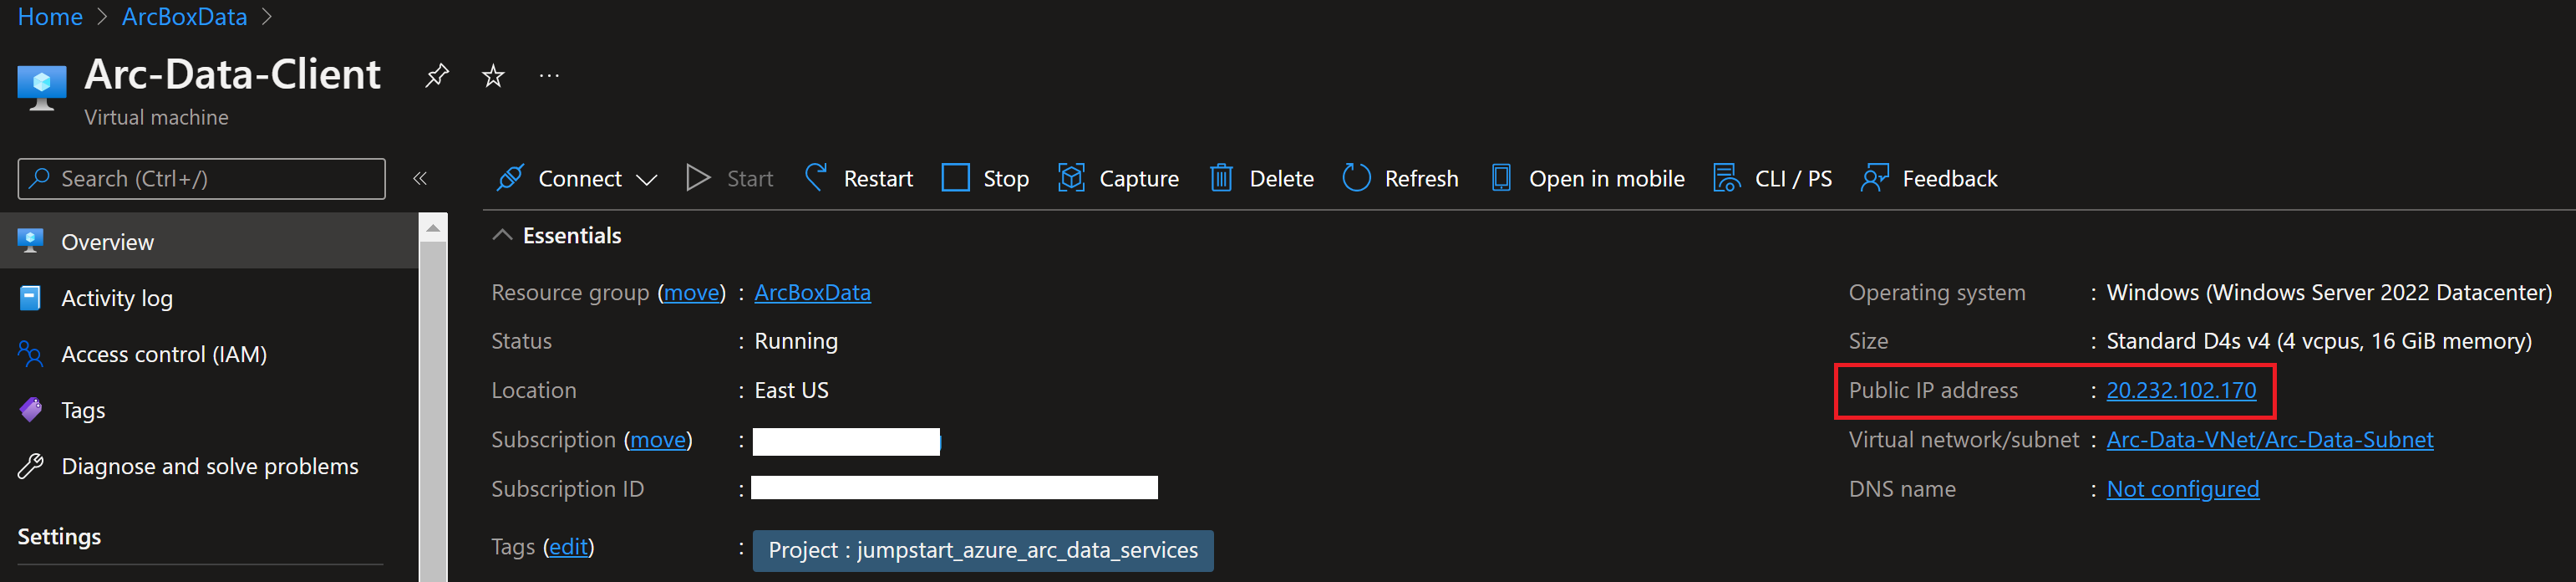 Home > ArcBoxData >
Arc-Data-Client
Virtual machine
Search (Ctrl+/)
Overview
Activity log
Access control (IAM)
Tags
Diagnose and solve problems
Settings
Connect Start Restart Stop Capture Delete Refresh Open in mobile CLI / PS Feedback
Essentials
Resource group (move) : ArcBoxData
Status : Running
Location : East US
Subscription (move) :
Subscription ID :
Tags (edit) : Project : jumpstart_azure_arc_data_services
Operating system : Windows (Windows Server 2022 Datacenter)
Size : Standard D4s v4 (4 vcpus, 16 GiB memory)
Public IP address : 20.232.102.170
Virtual network/subnet : Arc-Data-VNet/Arc-Data-Subnet
DNS name : Not configured